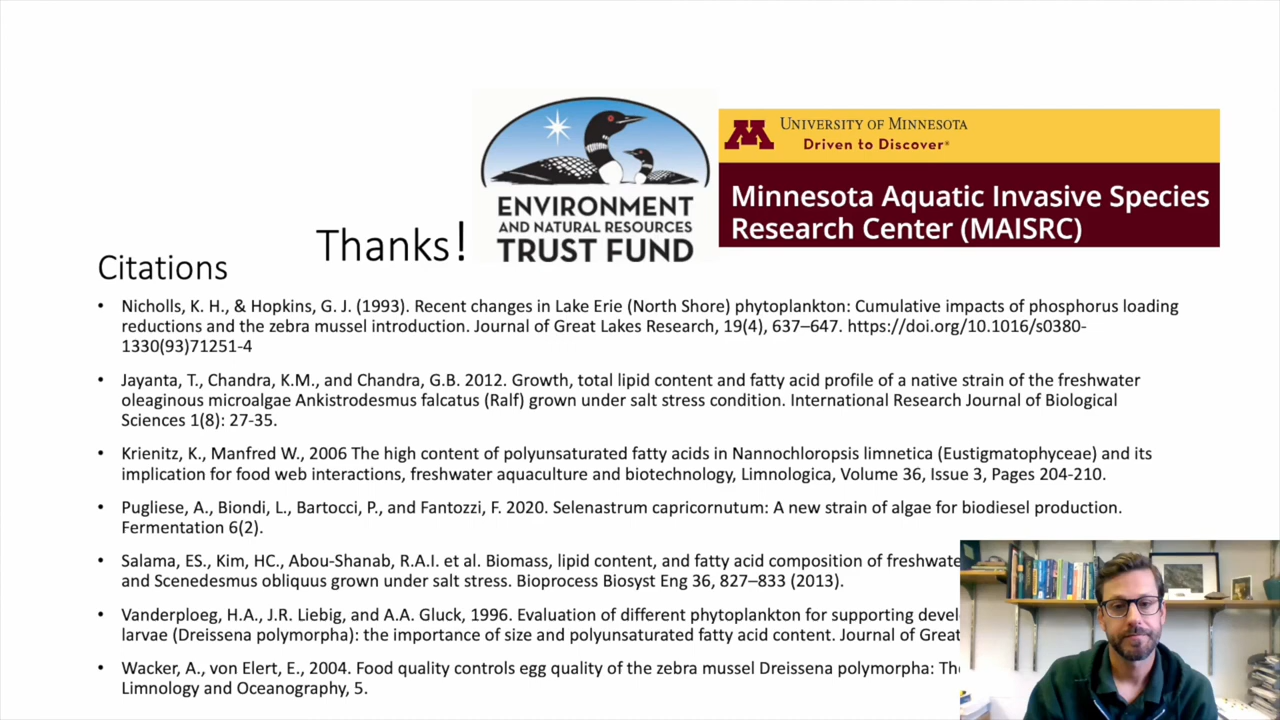 UNIVERSITY OF MINNESOTA
Driven to Discover®
Minnesota Aquatic Invasive Species
Research Center (MAISRC)
ENVIRONMENT
AND NATURAL RESOURCES
TRUST FUND
Thanks!
Citations
• Nicholls, K. H., & Hopkins, G. J. (1993). Recent changes in Lake Erie (North Shore) phytoplankton: Cumulative impacts of phosphorus loading
reductions and the zebra mussel introduction. Journal of Great Lakes Research, 19(4), 637–647. https://doi.org/10.1016/s0380-
1330(93)71251-4
• Jayanta, T., Chandra, K.M., and Chandra, G.B. 2012. Growth, total lipid content and fatty acid profile of a native strain of the freshwater
oleaginous microalgae Ankistrodesmus falcatus (Ralf) grown under salt stress condition. International Research Journal of Biological
Sciences 1(8): 27-35.
• Krienitz, K., Manfred W., 2006 The high content of polyunsaturated fatty acids in Nannochloropsis limnetica (Eustigmatophyceae) and its
implication for food web interactions, freshwater aquaculture and biotechnology, Limnologica, Volume 36, Issue 3, Pages 204-210.
• Pugliese, A., Biondi, L., Bartocci, P., and Fantozzi, F. 2020. Selenastrum capricornutum: A new strain of algae for biodiesel production.
Fermentation 6(2).
• Salama, ES., Kim, HC., Abou-Shanab, R.A.I. et al. Biomass, lipid content, and fatty acid composition of freshwate
and Scenedesmus obliquus grown under salt stress. Bioprocess Biosyst Eng 36, 827–833 (2013).
• Vanderploeg, H.A., J.R. Liebig, and A.A. Gluck, 1996. Evaluation of different phytoplankton for supporting deve
larvae (Dreissena polymorpha): the importance of size and polyunsaturated fatty acid content. Journal of Great
• Wacker, A., von Elert, E., 2004. Food quality controls egg quality of the zebra mussel Dreissena polymorpha: Th
Limnology and Oceanography, 5.